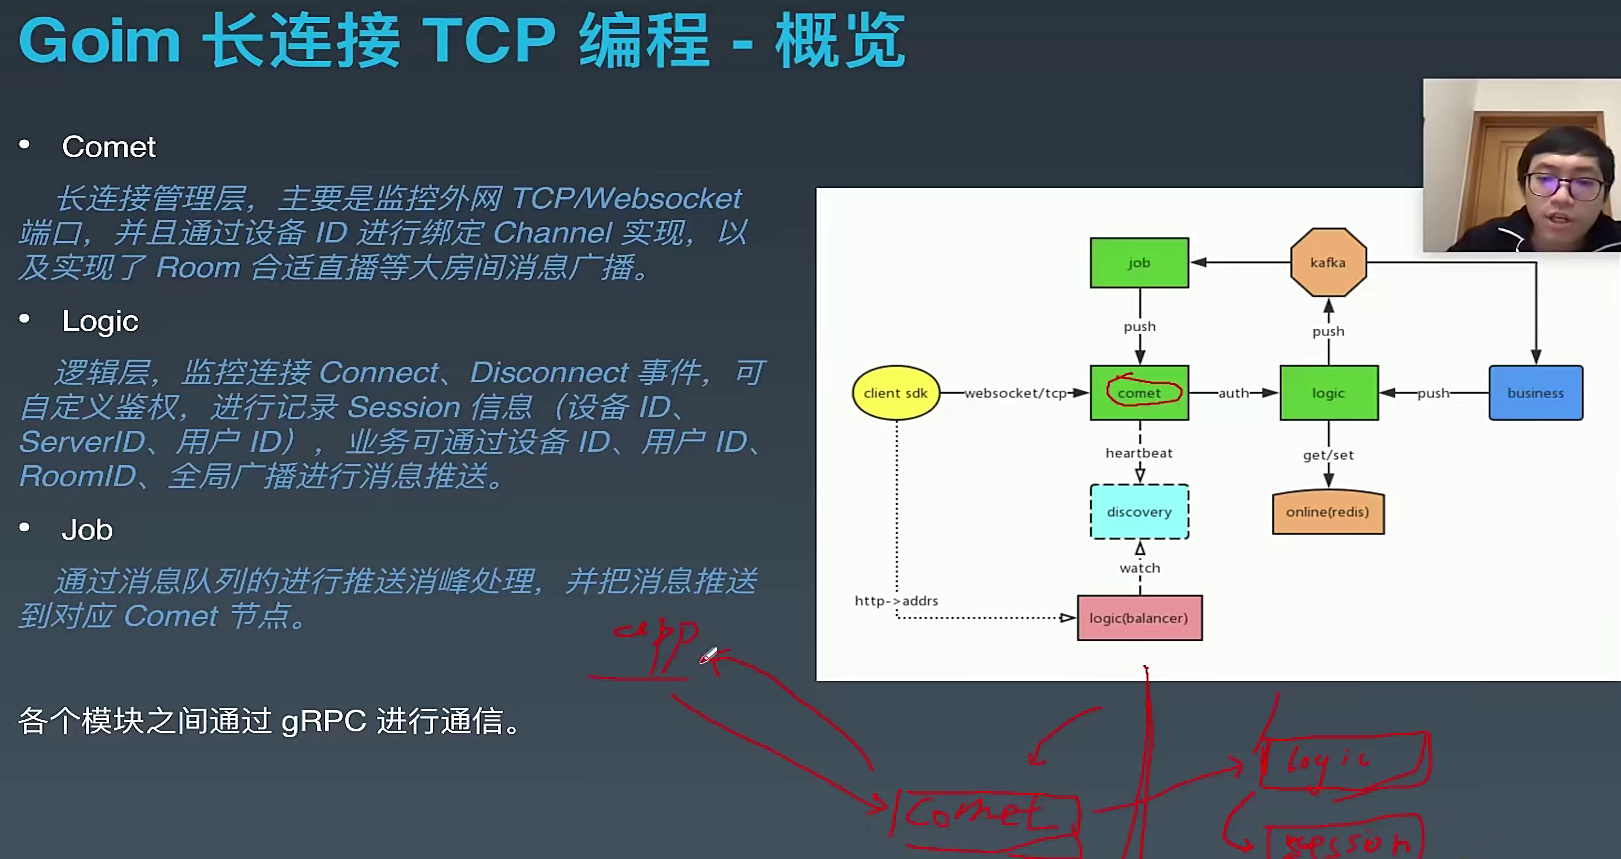 Goim 长连接 TCP 编程 - 概览
• Comet
长连接管理层，主要是监控外网 TCP/Websocket
端口，并且通过设备 ID 进行绑定 Channel 实现，以
及实现了 Room 合适直播等大房间消息广播。
• Logic
逻辑层，监控连接 Connect、Disconnect 事件，可
自定义鉴权，进行记录 Session 信息（设备 ID、
ServerID、用户 ID），业务可通过设备 ID、用户 ID、
RoomID、全局广播进行消息推送。
• Job
通过消息队列的进行推送消峰处理，并把消息推送
到对应 Comet 节点。
各个模块之间通过 gRPC 进行通信。
job
kafka
push
push
client sdk
websocket/tcp
comet
auth
logic
push
business
heartbeat
get/set
discovery
online(redis)
watch
http->addrs
logic(balancer)
app
logic
comet
session